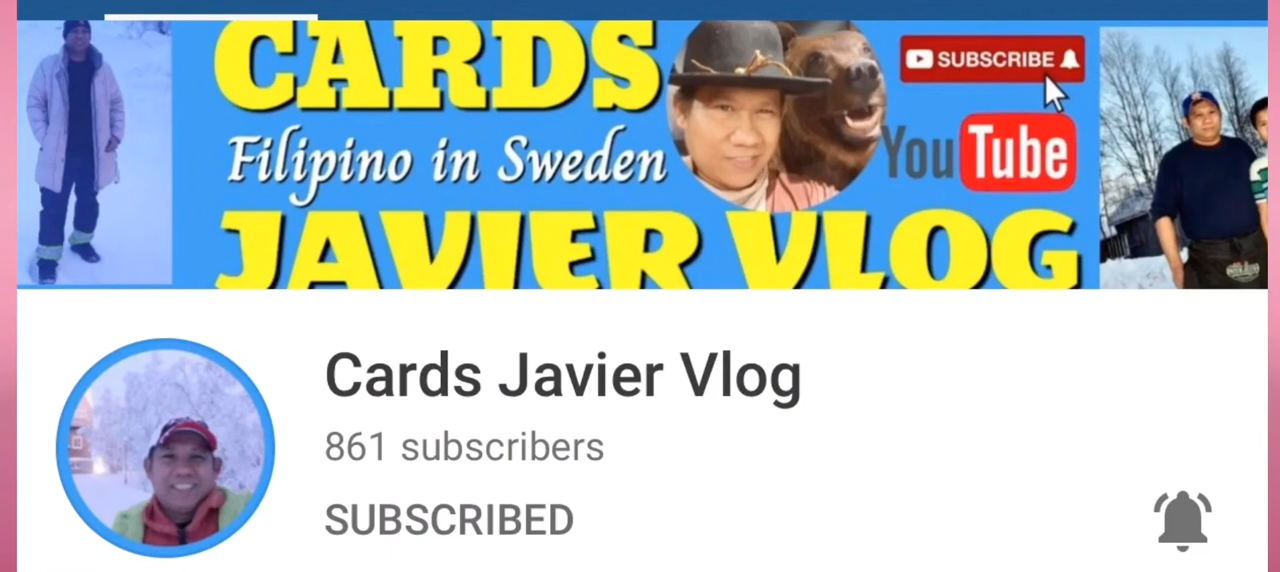 CARDS
Filipino in Sweden
JAVIER VLOG
SUBSCRIBE
YouTube
Cards Javier Vlog
861 subscribers
SUBSCRIBED